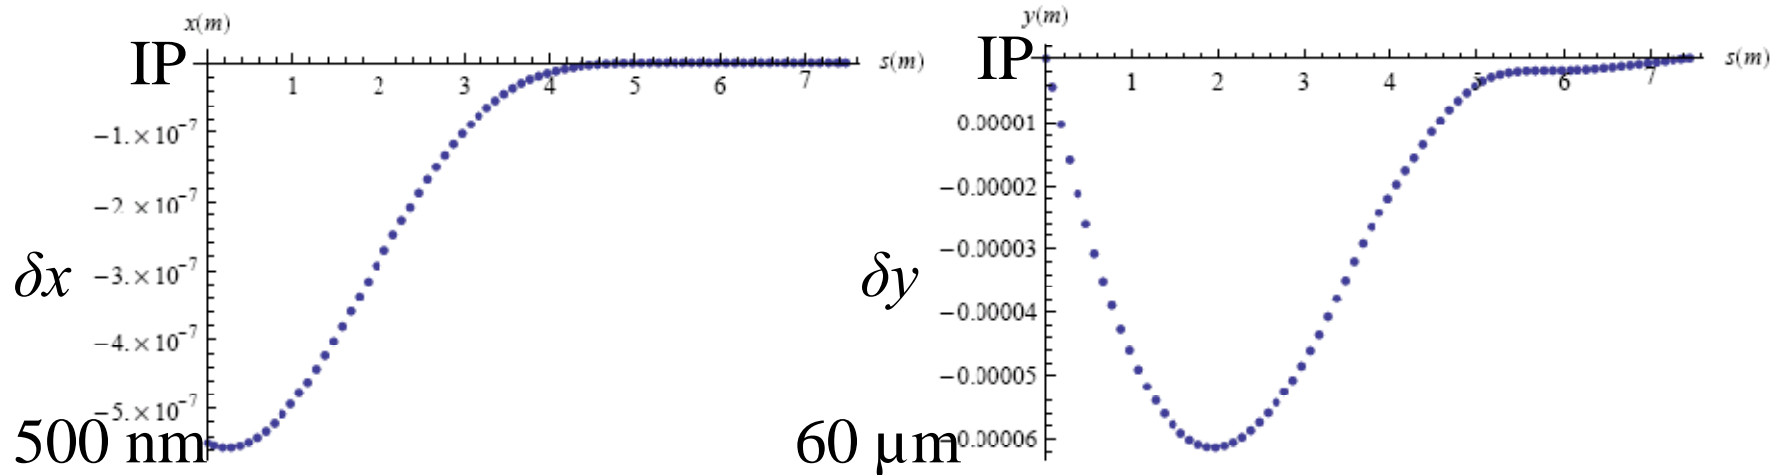 x(m)
IP
s(m)
1 2 3 4 5 6 7
−1.×10⁻⁷
−2.×10⁻⁷
δx
−3.×10⁻⁷
−4.×10⁻⁷
−5.×10⁻⁷
500 nm
y(m)
IP
s(m)
1 2 3 4 5 6 7
0.00001
−0.00002
−0.00003
δy
−0.00004
−0.00005
−0.00006
60 μm